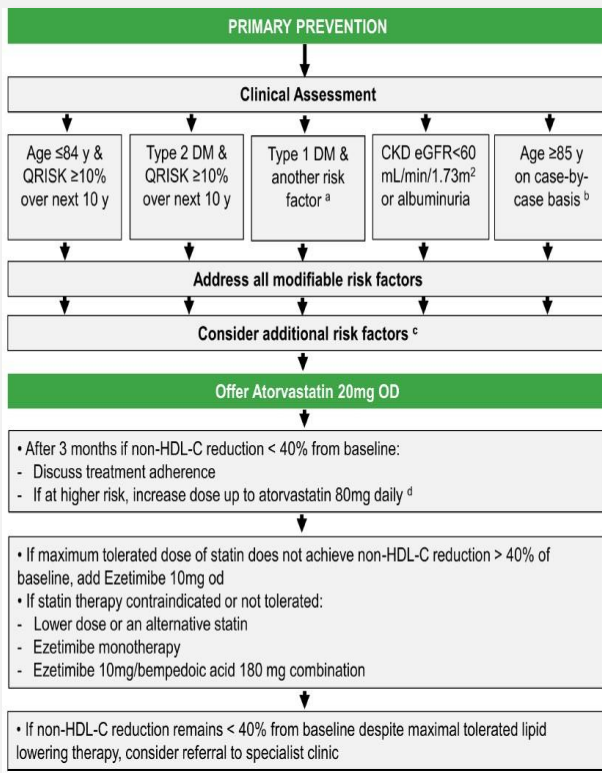 PRIMARY PREVENTION
Clinical Assessment
Age ≤84 y &
QRISK ≥10%
over next 10 y
Type 2 DM &
QRISK ≥10%
over next 10 y
Type 1 DM &
another risk
factor ᵃ
CKD eGFR<60
mL/min/1.73m²
or albuminuria
Age ≥85 y
on case-by-
case basis ᵇ
Address all modifiable risk factors
Consider additional risk factors ᶜ
Offer Atorvastatin 20mg OD
• After 3 months if non-HDL-C reduction < 40% from baseline:
- Discuss treatment adherence
- If at higher risk, increase dose up to atorvastatin 80mg daily ᵈ
• If maximum tolerated dose of statin does not achieve non-HDL-C reduction > 40% of
baseline, add Ezetimibe 10mg od
• If statin therapy contraindicated or not tolerated:
- Lower dose or an alternative statin
- Ezetimibe monotherapy
- Ezetimibe 10mg/bempedoic acid 180 mg combination
• If non-HDL-C reduction remains < 40% from baseline despite maximal tolerated lipid
lowering therapy, consider referral to specialist clinic